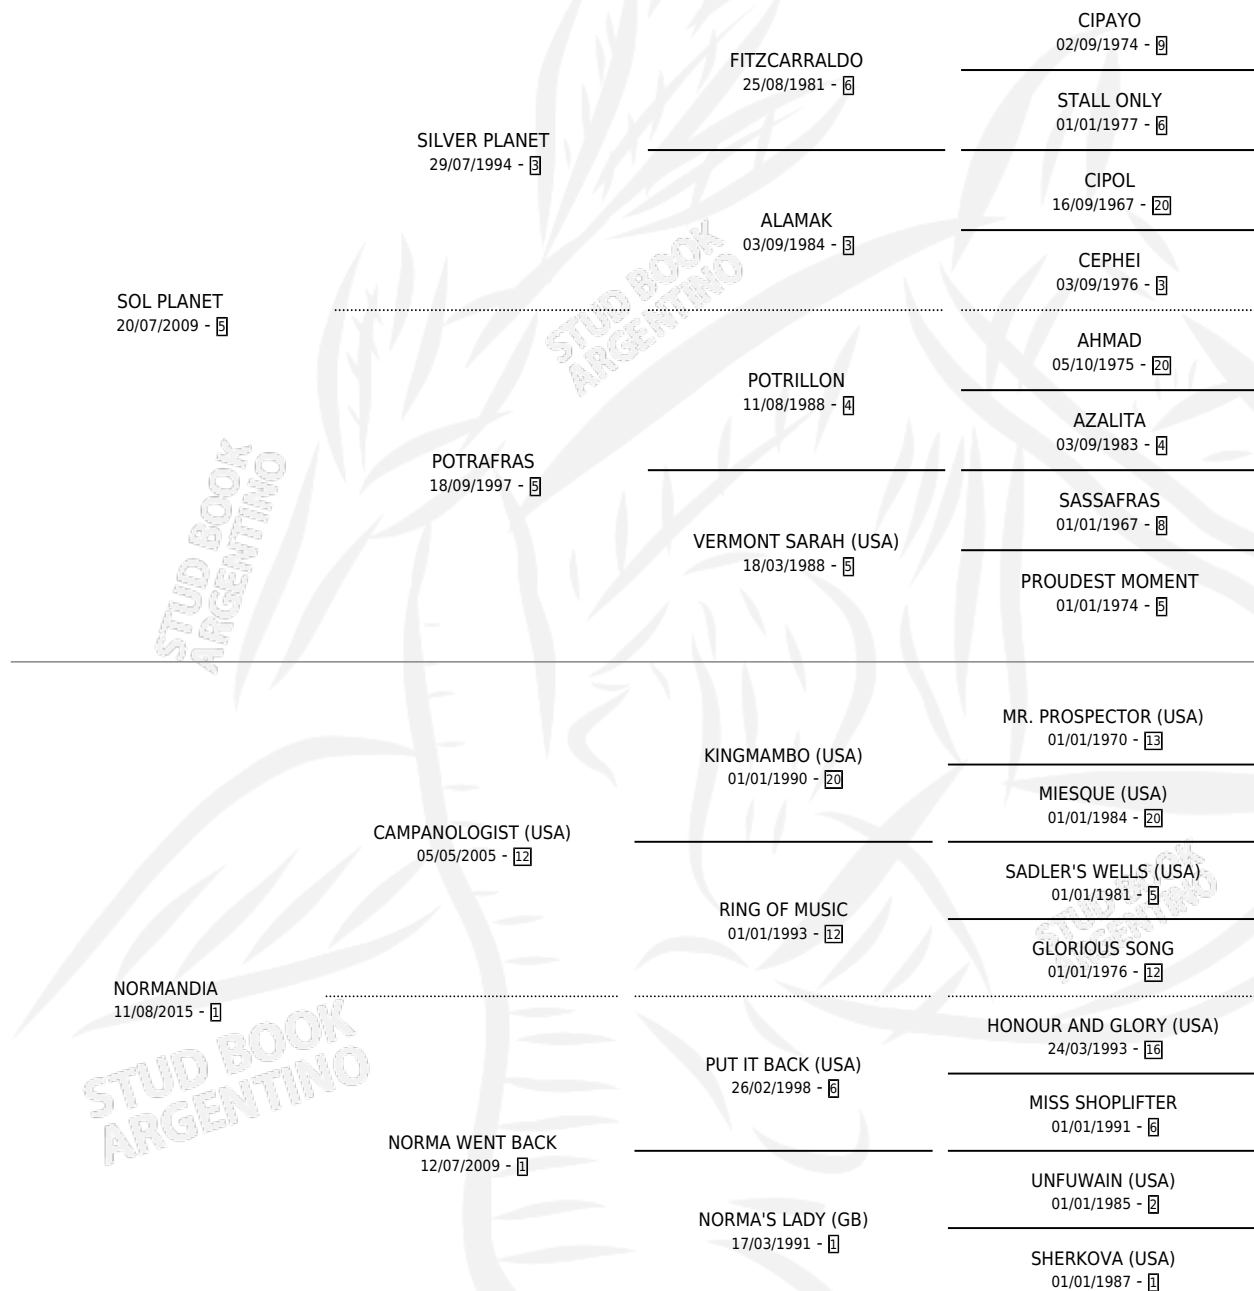 CIPAYO
02/09/1974 - 9
FITZCARRALDO
25/08/1981 - 6
STALL ONLY
01/01/1977 - 6
SILVER PLANET
29/07/1994 - 3
CIPOL
16/09/1967 - 20
ALAMAK
03/09/1984 - 3
CEPHEI
03/09/1976 - 3
SOL PLANET
20/07/2009 - 5
AHMAD
05/10/1975 - 20
POTRILLON
11/08/1988 - 4
AZALITA
03/09/1983 - 4
POTRAFRAS
18/09/1997 - 5
SASSAFRAS
01/01/1967 - 8
VERMONT SARAH (USA)
18/03/1988 - 5
PROUDEST MOMENT
01/01/1974 - 5
MR. PROSPECTOR (USA)
01/01/1970 - 13
KINGMAMBO (USA)
01/01/1990 - 20
MIESQUE (USA)
01/01/1984 - 20
CAMPANOLOGIST (USA)
05/05/2005 - 12
SADLER'S WELLS (USA)
01/01/1981 - 5
RING OF MUSIC
01/01/1993 - 12
GLORIOUS SONG
01/01/1976 - 12
NORMANDIA
11/08/2015 - 1
HONOUR AND GLORY (USA)
24/03/1993 - 16
PUT IT BACK (USA)
26/02/1998 - 6
MISS SHOPLIFTER
01/01/1991 - 6
NORMA WENT BACK
12/07/2009 - 1
UNFUWAIN (USA)
01/01/1985 - 2
NORMA'S LADY (GB)
17/03/1991 - 1
SHERKOVA (USA)
01/01/1987 - 1
STUD BOOK
ARGENTINO
STUD BOOK
ARGENTINO
STUD BOOK
ARGENTINO
STUD BOOK
ARGENTINO